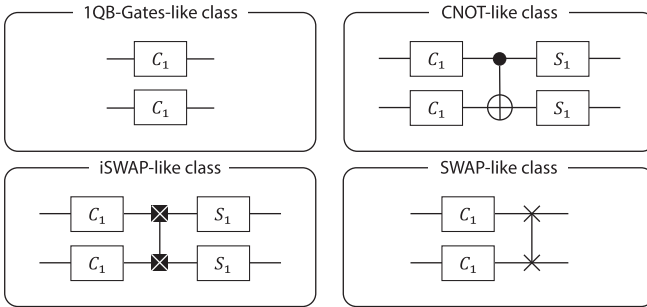 1QB-Gates-like class
C₁
C₁
CNOT-like class
C₁ S₁
C₁ S₁
iSWAP-like class
C₁ S₁
C₁ S₁
SWAP-like class
C₁
C₁